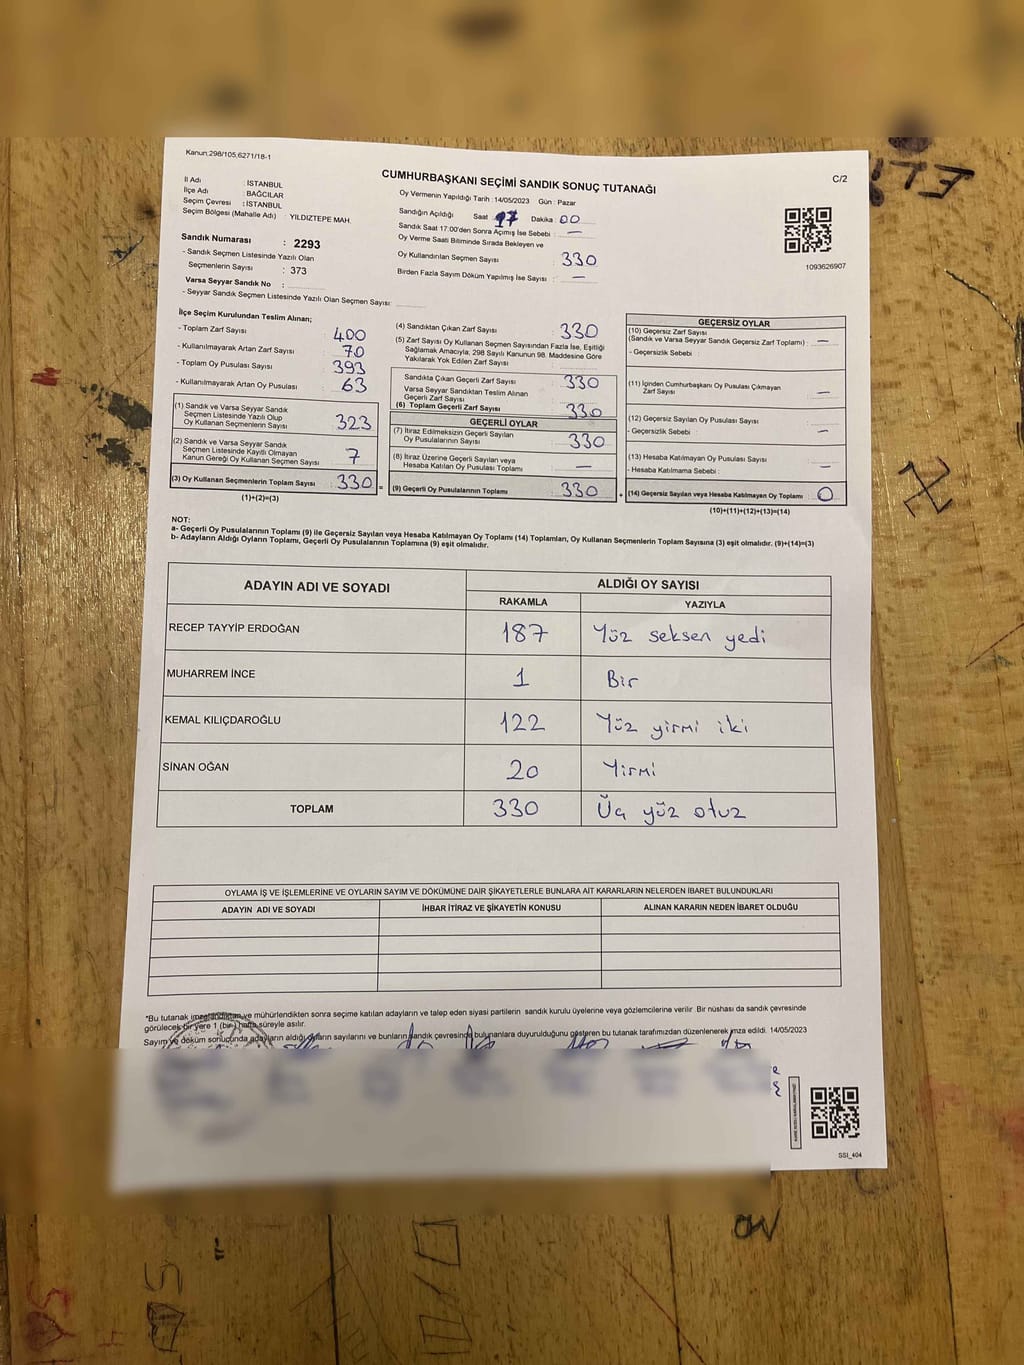 Kanun;298/105,6271/18-1
CUMHURBAŞKANI SEÇİMİ SANDIK SONUÇ TUTANAĞI
C/2
İl Adı : İSTANBUL
İlçe Adı : BAĞCILAR
Seçim Çevresi : İSTANBUL
Seçim Bölgesi (Mahalle Adı) : YILDIZTEPE MAH.
Oy Vermenin Yapıldığı Tarih :14/05/2023 Gün : Pazar
Sandığın Açıldığı Saat 17 Dakika : 00
Sandık Saat 17:00'den Sonra Açılmış İse Sebebi : —
Oy Verme Saati Bitiminde Sırada Bekleyen ve
Oy Kullandırılan Seçmen Sayısı : 330
Birden Fazla Sayım Döküm Yapılmış İse Sayısı : —
1093626907
Sandık Numarası : 2293
- Sandık Seçmen Listesinde Yazılı Olan
Seçmenlerin Sayısı : 373
Varsa Seyyar Sandık No :
- Seyyar Sandık Seçmen Listesinde Yazılı Olan Seçmen Sayısı:
İlçe Seçim Kurulundan Teslim Alınan;
- Toplam Zarf Sayısı : 400
- Kullanılmayarak Artan Zarf Sayısı : 70
- Toplam Oy Pusulası Sayısı : 393
- Kullanılmayarak Artan Oy Pusulası : 63
(1) Sandık ve Varsa Seyyar Sandık
Seçmen Listesinde Yazılı Olup
Oy Kullanan Seçmenlerin Sayısı : 323
(2) Sandık ve Varsa Seyyar Sandık
Seçmen Listesinde Kayıtlı Olmayan
Kanun Gereği Oy Kullanan Seçmen Sayısı : 7
(3) Oy Kullanan Seçmenlerin Toplam Sayısı : 330 =
(1)+(2)=(3)
(4) Sandıktan Çıkan Zarf Sayısı : 330
(5) Zarf Sayısı Oy Kullanan Seçmen Sayısından Fazla İse, Eşitliği
Sağlamak Amacıyla; 298 Sayılı Kanunun 98. Maddesine Göre
Yakılarak Yok Edilen Zarf Sayısı :
Sandıkta Çıkan Geçerli Zarf Sayısı : 330
Varsa Seyyar Sandıktan Teslim Alınan
Geçerli Zarf Sayısı
(6) Toplam Geçerli Zarf Sayısı : 330
GEÇERLİ OYLAR
(7) İtiraz Edilmeksizin Geçerli Sayılan
Oy Pusulalarının Sayısı : 330
(8) İtiraz Üzerine Geçerli Sayılan veya
Hesaba Katılan Oy Pusulası Toplamı : —
(9) Geçerli Oy Pusulalarının Toplamı : 330 +
GEÇERSİZ OYLAR
(10) Geçersiz Zarf Sayısı
(Sandık ve Varsa Seyyar Sandık Geçersiz Zarf Toplamı) : —
- Geçersizlik Sebebi :
(11) İçinden Cumhurbaşkanı Oy Pusulası Çıkmayan
Zarf Sayısı : —
(12) Geçersiz Sayılan Oy Pusulası Sayısı :
- Geçersizlik Sebebi : —
(13) Hesaba Katılmayan Oy Pusulası Sayısı :
- Hesaba Katılmama Sebebi : —
(14) Geçersiz Sayılan veya Hesaba Katılmayan Oy Toplamı : 0
(10)+(11)+(12)+(13)=(14)
NOT:
a- Geçerli Oy Pusulalarının Toplamı (9) ile Geçersiz Sayılan veya Hesaba Katılmayan Oy Toplamı (14) Toplamları, Oy Kullanan Seçmenlerin Toplam Sayısına (3) eşit olmalıdır. (9)+(14)=(3)
b- Adayların Aldığı Oyların Toplamı, Geçerli Oy Pusulalarının Toplamına (9) eşit olmalıdır.
ADAYIN ADI VE SOYADI ALDIĞI OY SAYISI
RAKAMLA YAZIYLA
RECEP TAYYİP ERDOĞAN 187 Yüz seksen yedi
MUHARREM İNCE 1 Bir
KEMAL KILIÇDAROĞLU 122 Yüz yirmi iki
SİNAN OĞAN 20 Yirmi
TOPLAM 330 Üç yüz otuz
OYLAMA İŞ VE İŞLEMLERİNE VE OYLARIN SAYIM VE DÖKÜMÜNE DAİR ŞİKAYETLERLE BUNLARA AİT KARARLARIN NELERDEN İBARET BULUNDUKLARI
ADAYIN ADI VE SOYADI İHBAR İTİRAZ VE ŞİKAYETİN KONUSU ALINAN KARARIN NEDEN İBARET OLDUĞU
*Bu tutanak imzalandıktan ve mühürlendikten sonra seçime katılan adayların ve talep eden siyasi partilerin sandık kurulu üyelerine veya gözlemcilerine verilir. Bir nüshası da sandık çevresinde
görülecek bir yere 1 (bir) hafta süreyle asılır.
Sayım ve döküm sonucunda adayların aldığı oyların sayılarını ve bunların sandık çevresinde bulunanlara duyurulduğunu gösteren bu tutanak tarafımızdan düzenlenerek imza edildi. 14/05/2023
SSI_404